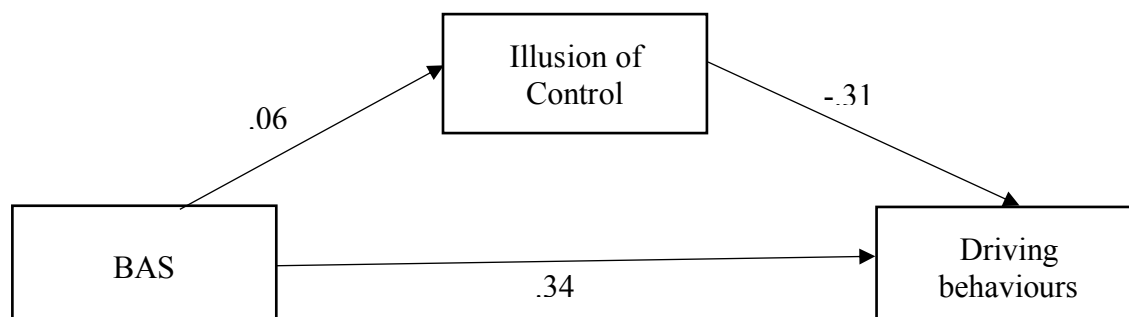 Illusion of
Control
.06
-.31
BAS
.34
Driving
behaviours